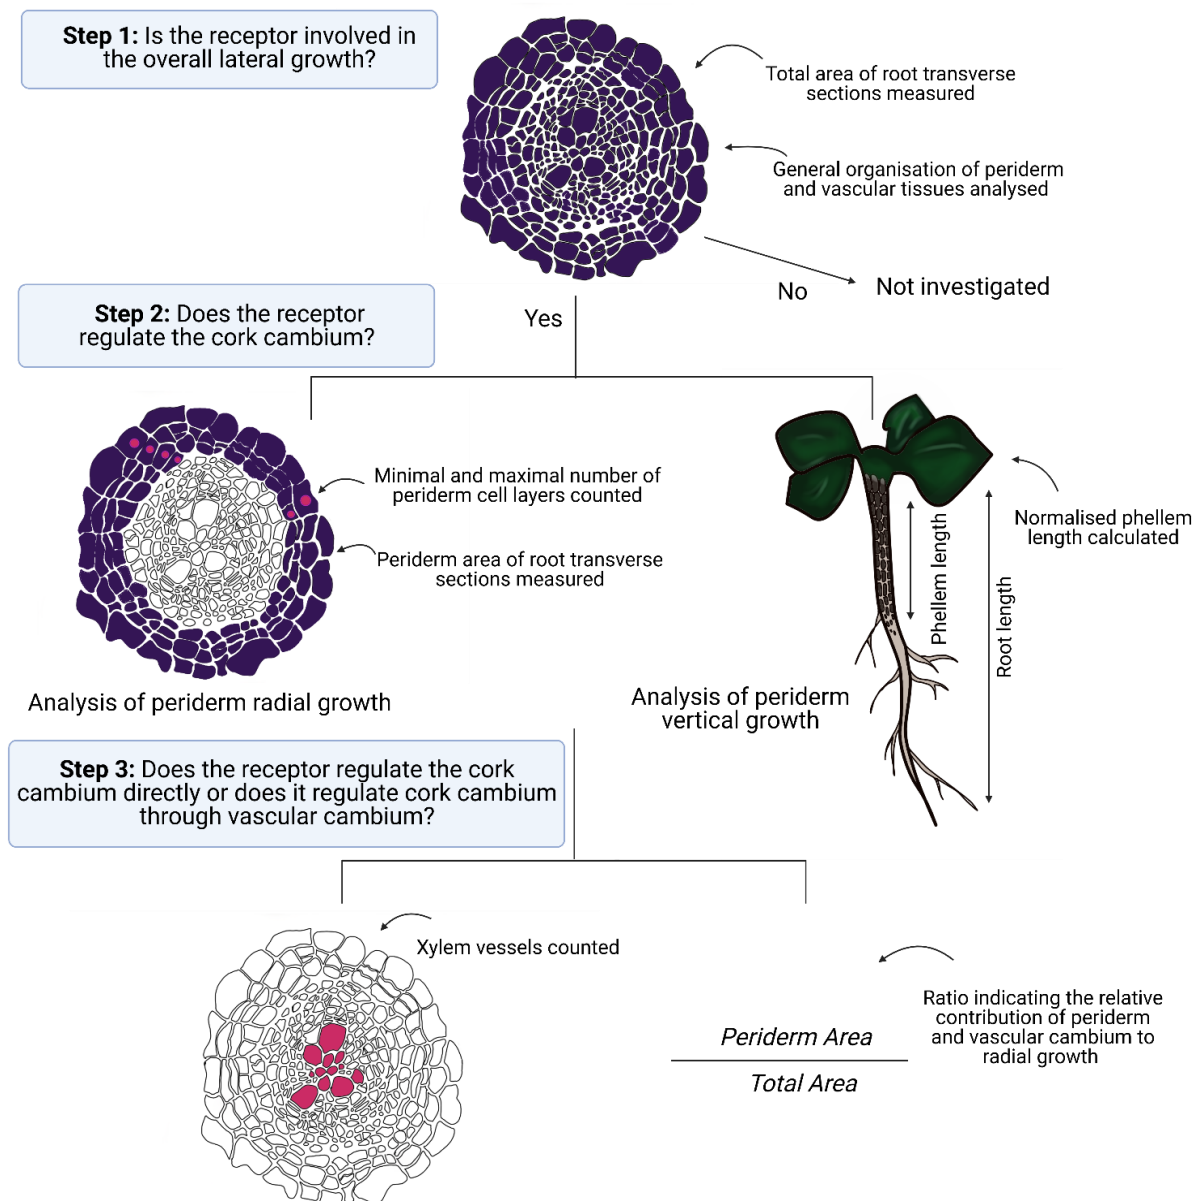 Step 1: Is the receptor involved in
the overall lateral growth?
Total area of root transverse
sections measured
General organisation of periderm
and vascular tissues analysed
No
Not investigated
Yes
Step 2: Does the receptor
regulate the cork cambium?
Minimal and maximal number of
periderm cell layers counted
Periderm area of root transverse
sections measured
Analysis of periderm radial growth
Normalised phellem
length calculated
Phellem length
Root length
Analysis of periderm
vertical growth
Step 3: Does the receptor regulate the cork
cambium directly or does it regulate cork cambium
through vascular cambium?
Xylem vessels counted
Periderm Area
Total Area
Ratio indicating the relative
contribution of periderm
and vascular cambium to
radial growth